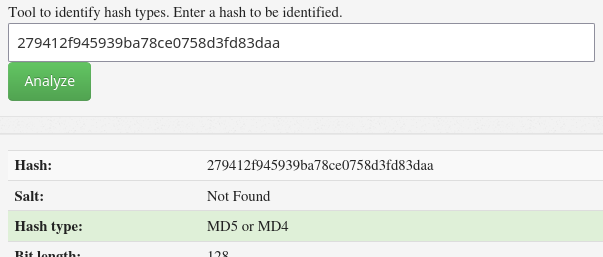 Tool to identify hash types. Enter a hash to be identified.
279412f945939ba78ce0758d3fd83daa
Analyze
Hash: 279412f945939ba78ce0758d3fd83daa
Salt: Not Found
Hash type: MD5 or MD4
Bit length: 128